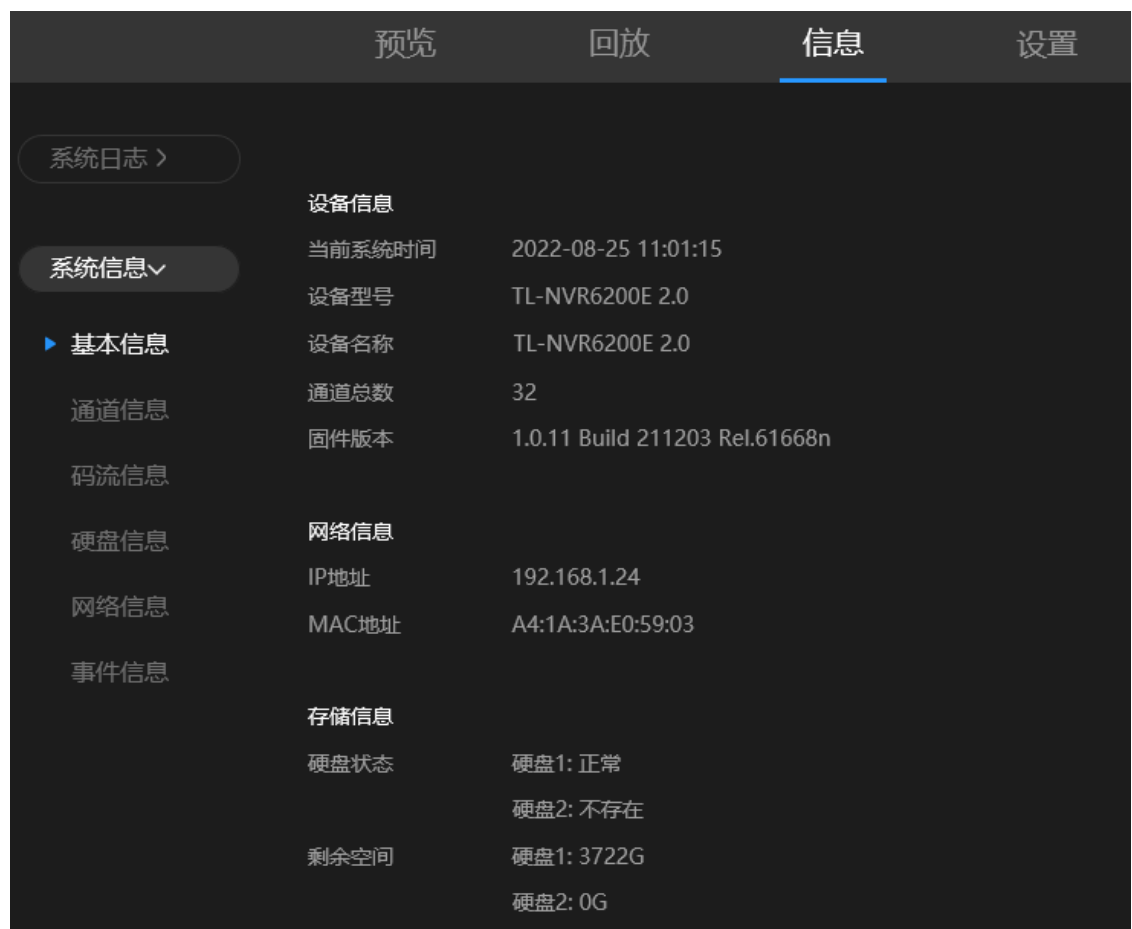 预览 回放 信息 设置
系统日志
系统信息
基本信息
通道信息
码流信息
硬盘信息
网络信息
事件信息
设备信息
当前系统时间 2022-08-25 11:01:15
设备型号 TL-NVR6200E 2.0
设备名称 TL-NVR6200E 2.0
通道总数 32
固件版本 1.0.11 Build 211203 Rel.61668n
网络信息
IP地址 192.168.1.24
MAC地址 A4:1A:3A:E0:59:03
存储信息
硬盘状态 硬盘1: 正常
硬盘2: 不存在
剩余空间 硬盘1: 3722G
硬盘2: 0G